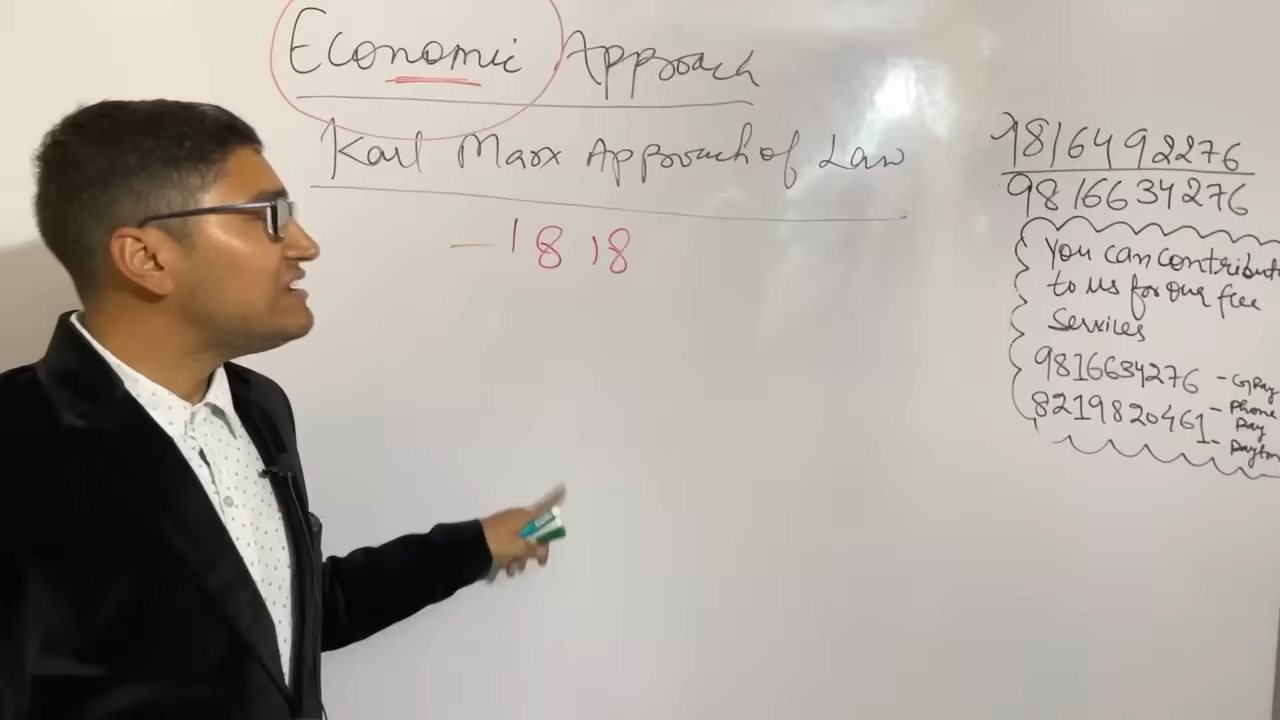 Economic Approach
Karl Marx Approach of Law
– 1818
9816492276
9816634276
You can contribut
to us for our free
Services
9816634276 - GPay
8219820461 - Phone
Pay
- Paytm